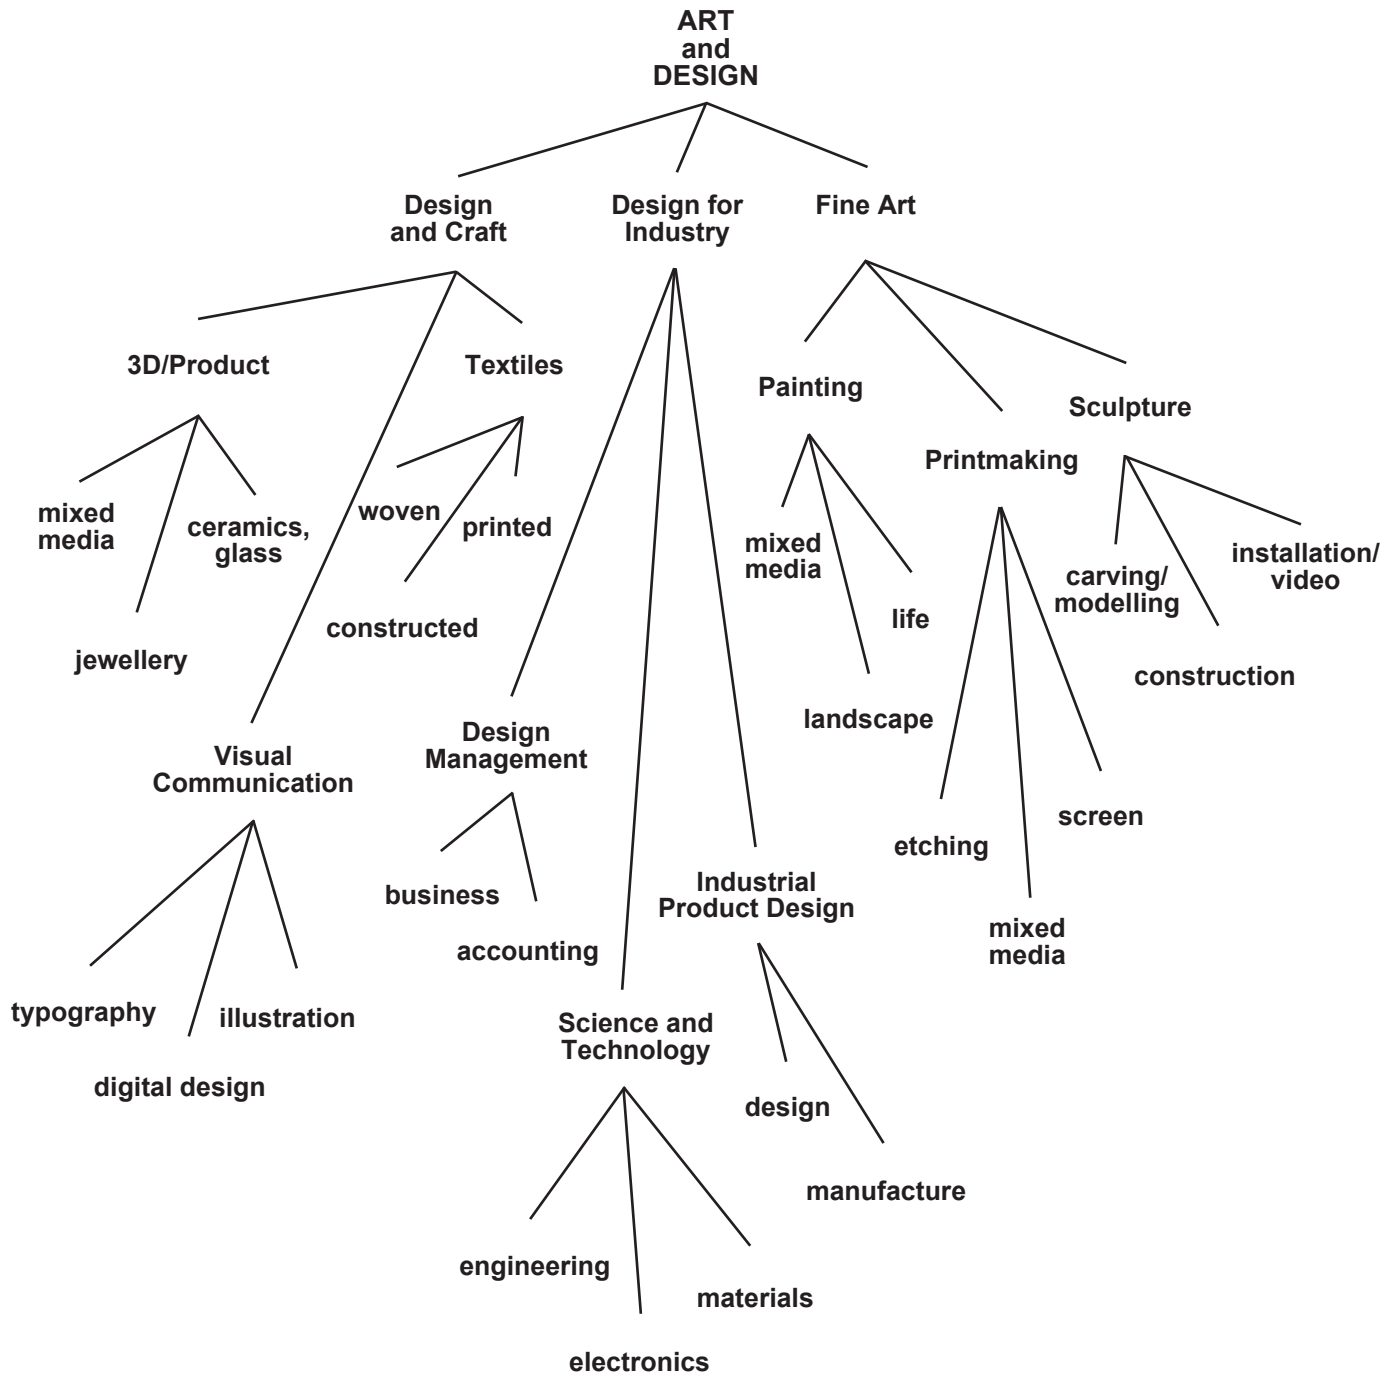 ART
and
DESIGN
Design
and Craft
Design for
Industry
Fine Art
3D/Product
Textiles
Painting
Sculpture
Printmaking
mixed
media
ceramics,
glass
jewellery
woven
printed
constructed
mixed
media
life
landscape
carving/
modelling
installation/
video
construction
Visual
Communication
Design
Management
business
accounting
Industrial
Product Design
etching
screen
mixed
media
typography
illustration
digital design
Science and
Technology
design
manufacture
engineering
materials
electronics